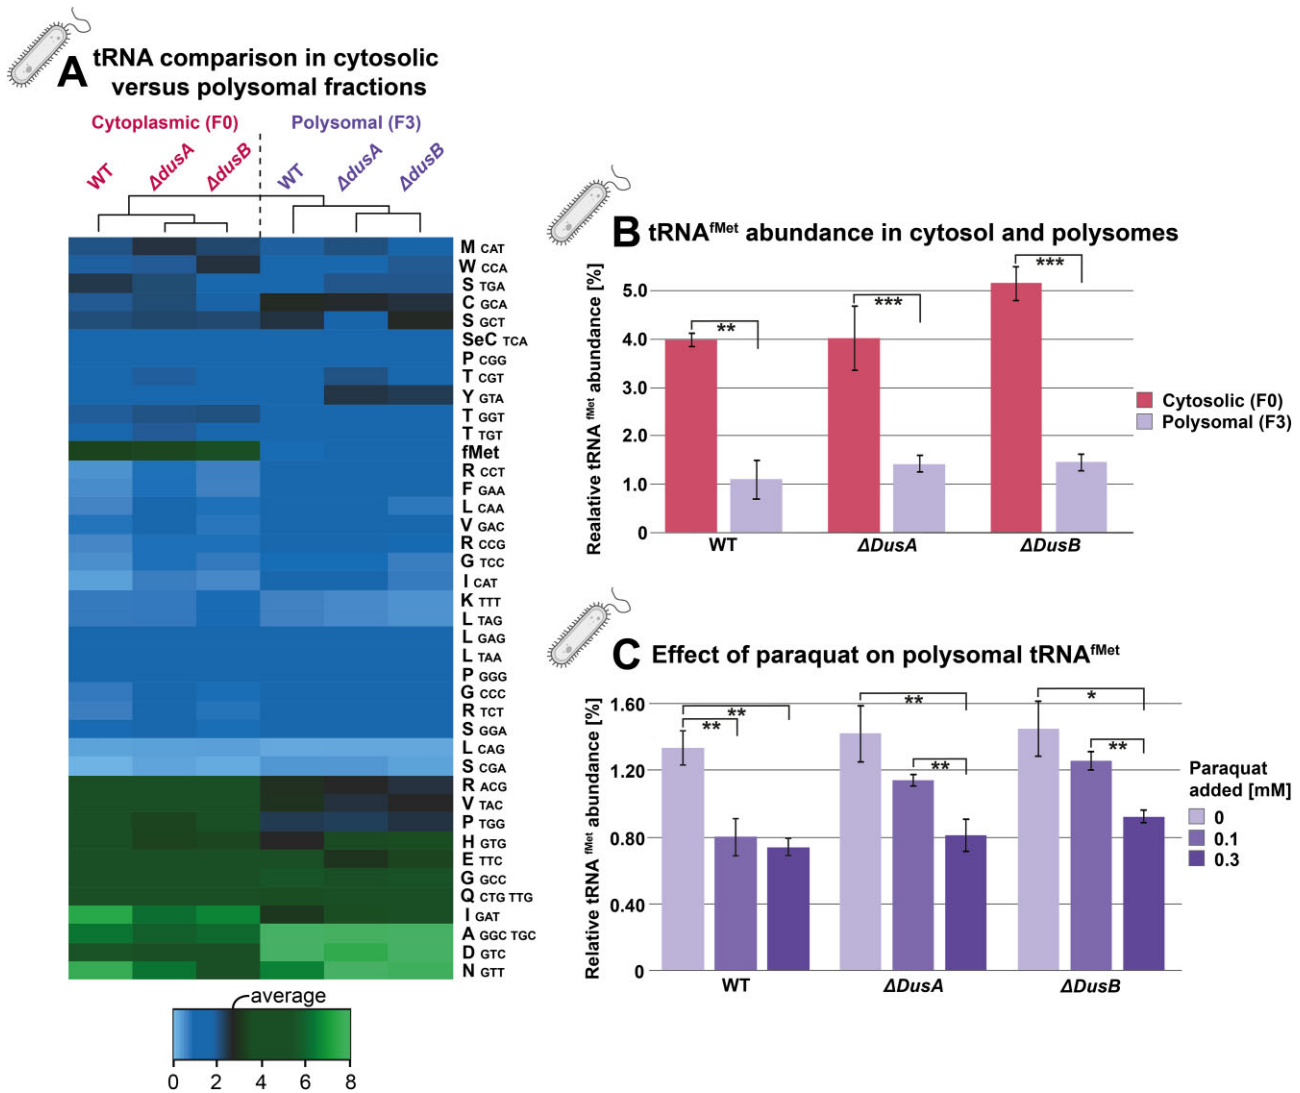 A tRNA comparison in cytosolic
versus polysomal fractions
Cytoplasmic (F0) Polysomal (F3)
WT ΔdusA ΔdusB WT ΔdusA ΔdusB
M CAT
W CCA
S TGA
C GCA
S GCT
SeC TCA
P CGG
T CGT
Y GTA
T GGT
T TGT
fMet
R CCT
F GAA
L CAA
V GAC
R CCG
G TCC
I CAT
K TTT
L TAG
L GAG
L TAA
P GGG
G CCC
R TCT
S GGA
L CAG
S CGA
R ACG
V TAC
P TGG
H GTG
E TTC
G GCC
Q CTG TTG
I GAT
A GGC TGC
D GTC
N GTT
average
0 2 4 6 8
B tRNAfMet abundance in cytosol and polysomes
Realative tRNA fMet abundance [%]
5.0
4.0
3.0
2.0
1.0
0
** *** ***
WT ΔDusA ΔDusB
Cytosolic (F0)
Polysomal (F3)
C Effect of paraquat on polysomal tRNAfMet
Relative tRNA fMet abundance [%]
1.60
1.20
0.80
0.40
0
** ** ** ** * **
WT ΔDusA ΔDusB
Paraquat
added [mM]
0
0.1
0.3